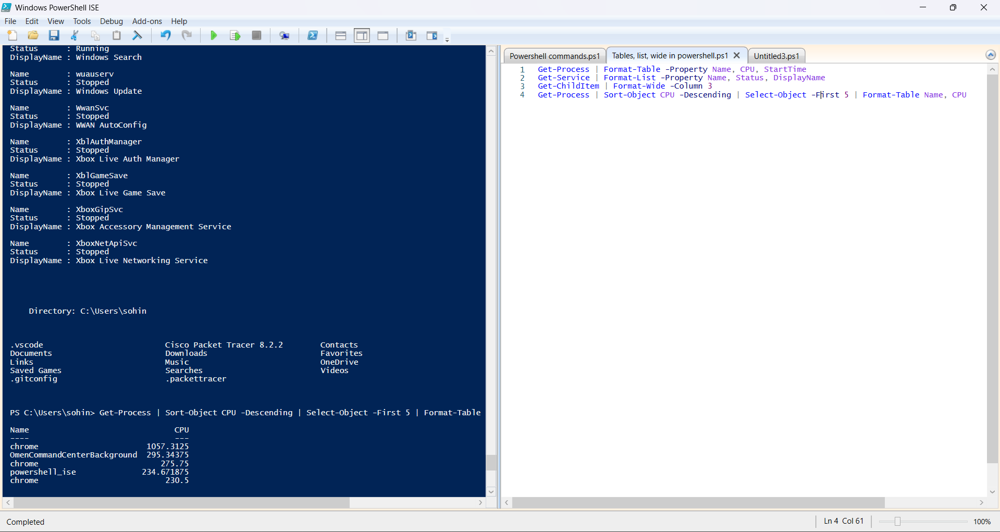 Windows PowerShell ISE
File Edit View Tools Debug Add-ons Help
Status : Running
DisplayName : Windows Search
Name : wuauserv
Status : Stopped
DisplayName : Windows Update
Name : WwanSvc
Status : Stopped
DisplayName : WWAN AutoConfig
Name : XblAuthManager
Status : Stopped
DisplayName : Xbox Live Auth Manager
Name : XblGameSave
Status : Stopped
DisplayName : Xbox Live Game Save
Name : XboxGipSvc
Status : Stopped
DisplayName : Xbox Accessory Management Service
Name : XboxNetApiSvc
Status : Stopped
DisplayName : Xbox Live Networking Service
Directory: C:\Users\sohin
.vscode Cisco Packet Tracer 8.2.2 Contacts
Documents Downloads Favorites
Links Music OneDrive
Saved Games Searches Videos
.gitconfig .packettracer
PS C:\Users\sohin> Get-Process | Sort-Object CPU -Descending | Select-Object -First 5 | Format-Table
Name CPU
---- ---
chrome 1057.3125
OmenCommandCenterBackground 295.34375
chrome 275.75
powershell_ise 234.671875
chrome 230.5
Powershell commands.ps1 Tables, list, wide in powershell.ps1 Untitled3.ps1
1 Get-Process | Format-Table -Property Name, CPU, StartTime
2 Get-Service | Format-List -Property Name, Status, DisplayName
3 Get-ChildItem | Format-Wide -Column 3
4 Get-Process | Sort-Object CPU -Descending | Select-Object -First 5 | Format-Table Name, CPU
Completed
Ln 4 Col 61
100%